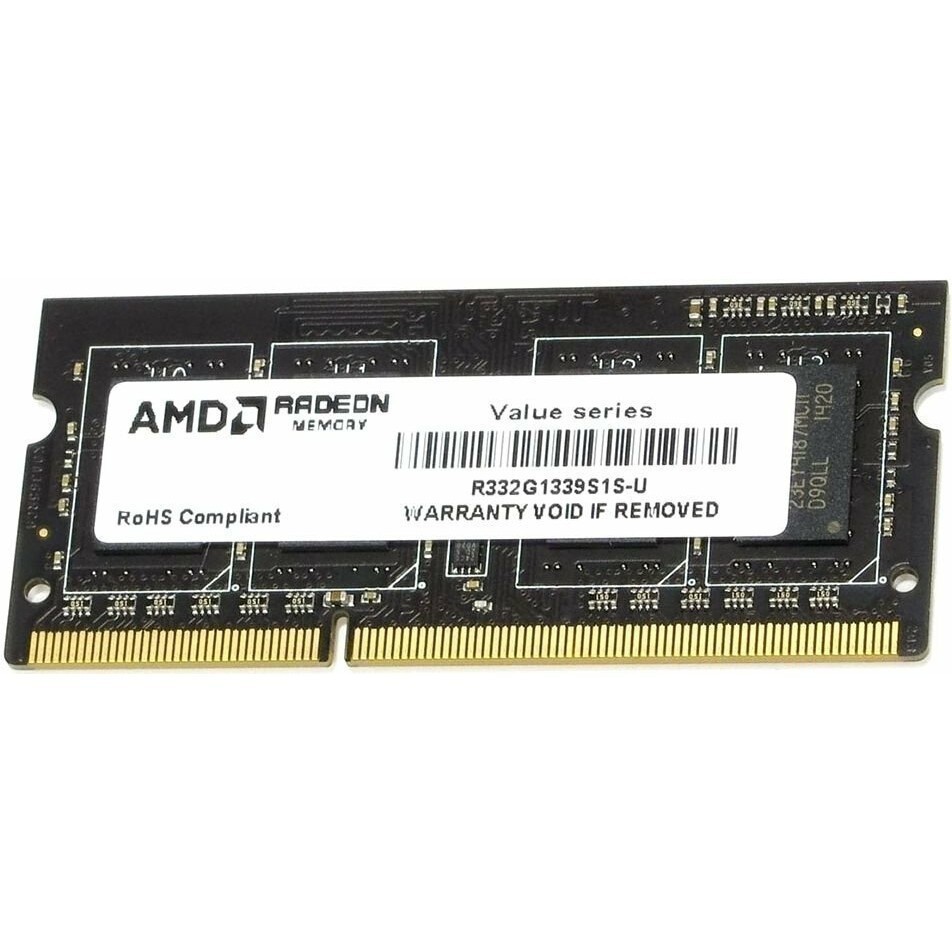 AMD RADEON
MEMORY
Value series
R332G1339S1S-U
RoHS Compliant
WARRANTY VOID IF REMOVED
1420
D9QLL